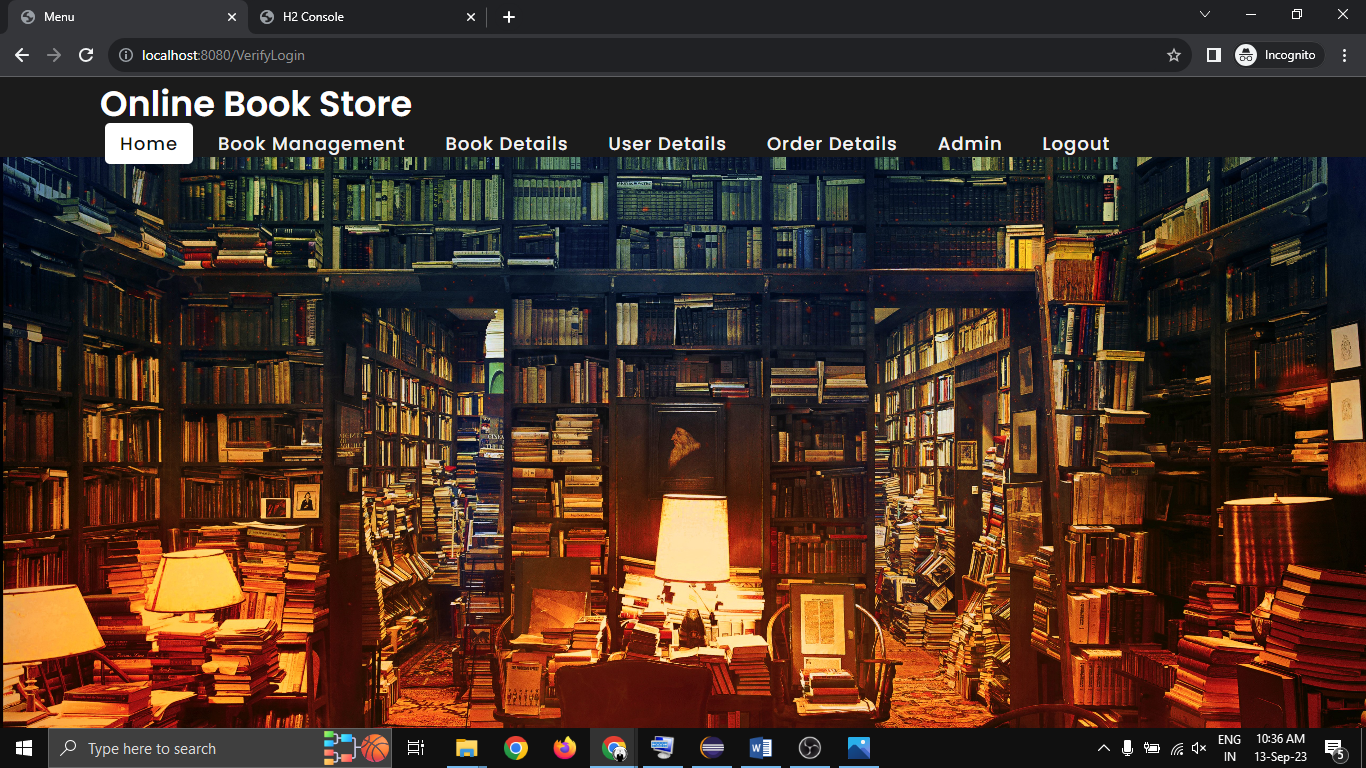 Menu
H2 Console
localhost:8080/VerifyLogin
Incognito
Online Book Store
Home Book Management Book Details User Details Order Details Admin Logout
Type here to search
ENG
IN
10:36 AM
13-Sep-23
5